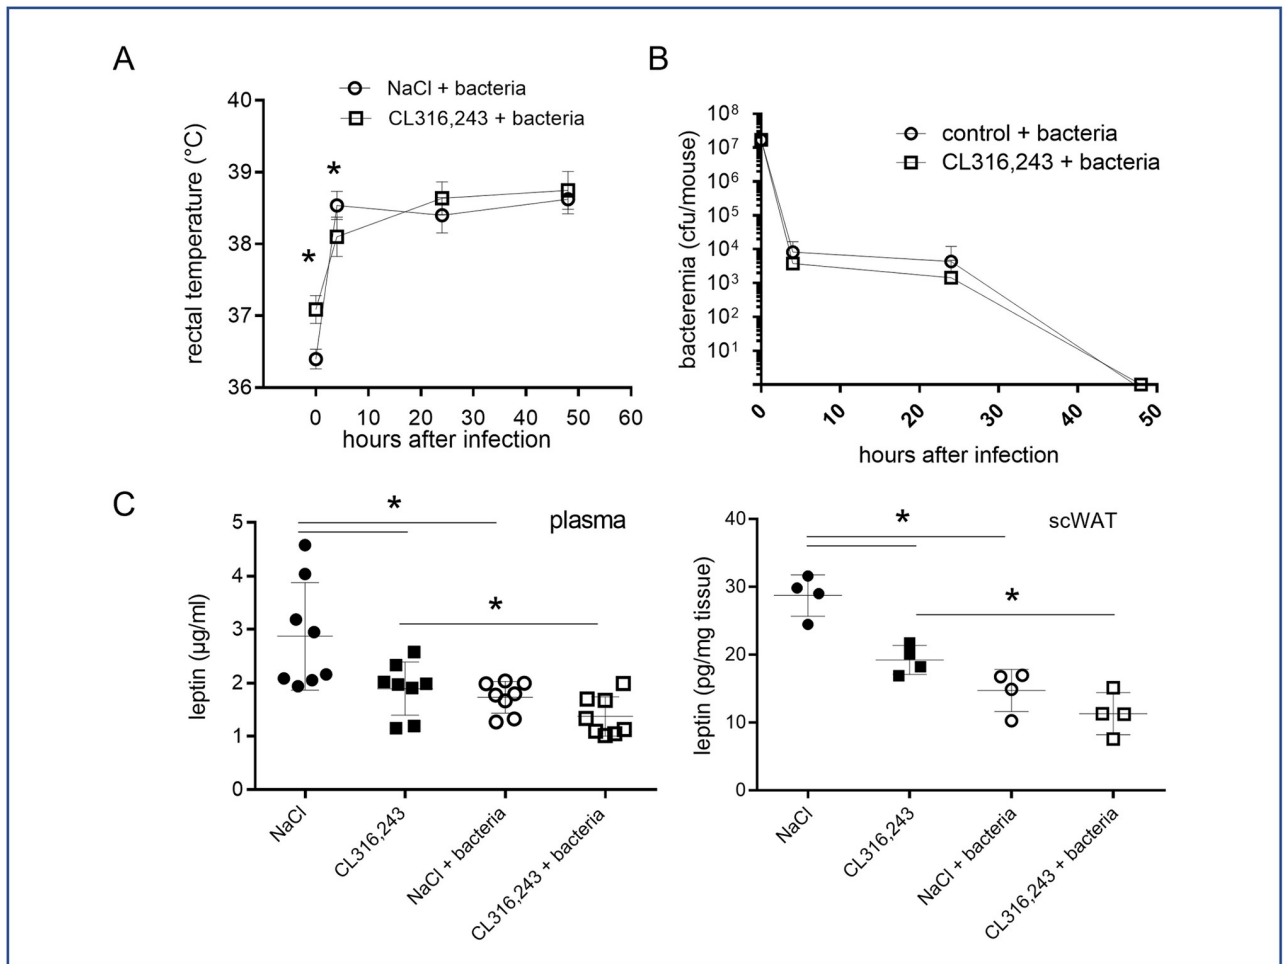 A
NaCl + bacteria
CL316,243 + bacteria
*
*
rectal temperature (°C)
40
39
38
37
36
0 10 20 30 40 50 60
hours after infection
B
control + bacteria
CL316,243 + bacteria
bacteremia (cfu/mouse)
10⁸
10⁷
10⁶
10⁵
10⁴
10³
10²
10¹
0 10 20 30 40 50
hours after infection
C
plasma
*
*
leptin (µg/ml)
5
4
3
2
1
0
NaCl
CL316,243
NaCl + bacteria
CL316,243 + bacteria
scWAT
*
*
leptin (pg/mg tissue)
40
30
20
10
0
NaCl
CL316,243
NaCl + bacteria
CL316,243 + bacteria